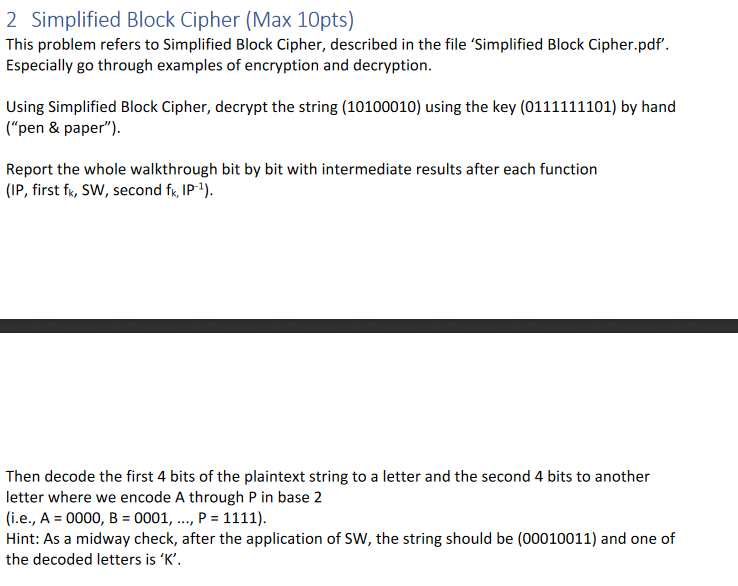 2 Simplified Block Cipher (Max 10pts)
This problem refers to Simplified Block Cipher, described in the file ‘Simplified Block Cipher.pdf’.
Especially go through examples of encryption and decryption.
Using Simplified Block Cipher, decrypt the string (10100010) using the key (0111111101) by hand
(“pen & paper”).
Report the whole walkthrough bit by bit with intermediate results after each function
(IP, first fₖ, SW, second fₖ, IP⁻¹).
Then decode the first 4 bits of the plaintext string to a letter and the second 4 bits to another
letter where we encode A through P in base 2
(i.e., A = 0000, B = 0001, ..., P = 1111).
Hint: As a midway check, after the application of SW, the string should be (00010011) and one of
the decoded letters is ‘K’.